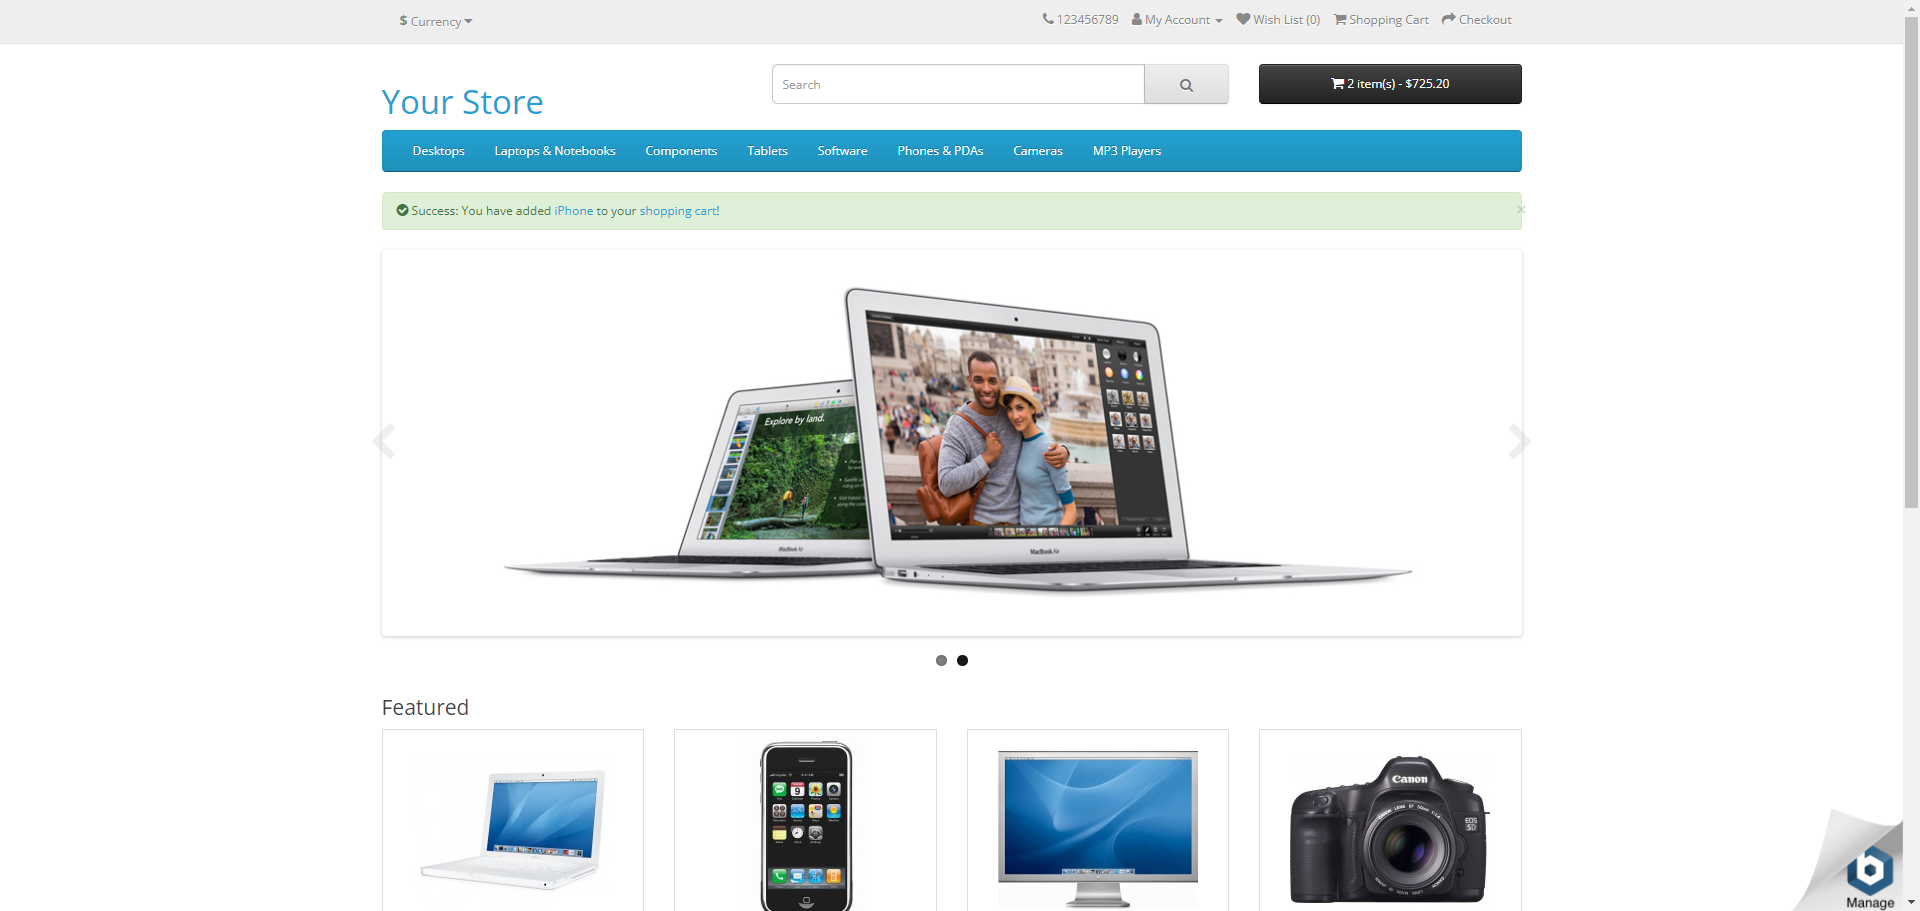 $ Currency
123456789 My Account Wish List (0) Shopping Cart Checkout
Your Store
Search
2 item(s) - $725.20
Desktops Laptops & Notebooks Components Tablets Software Phones & PDAs Cameras MP3 Players
Success: You have added iPhone to your shopping cart!
×
Explore by land.
MacBook Air
MacBook Air
Featured
Canon
EOS
5D
Manage